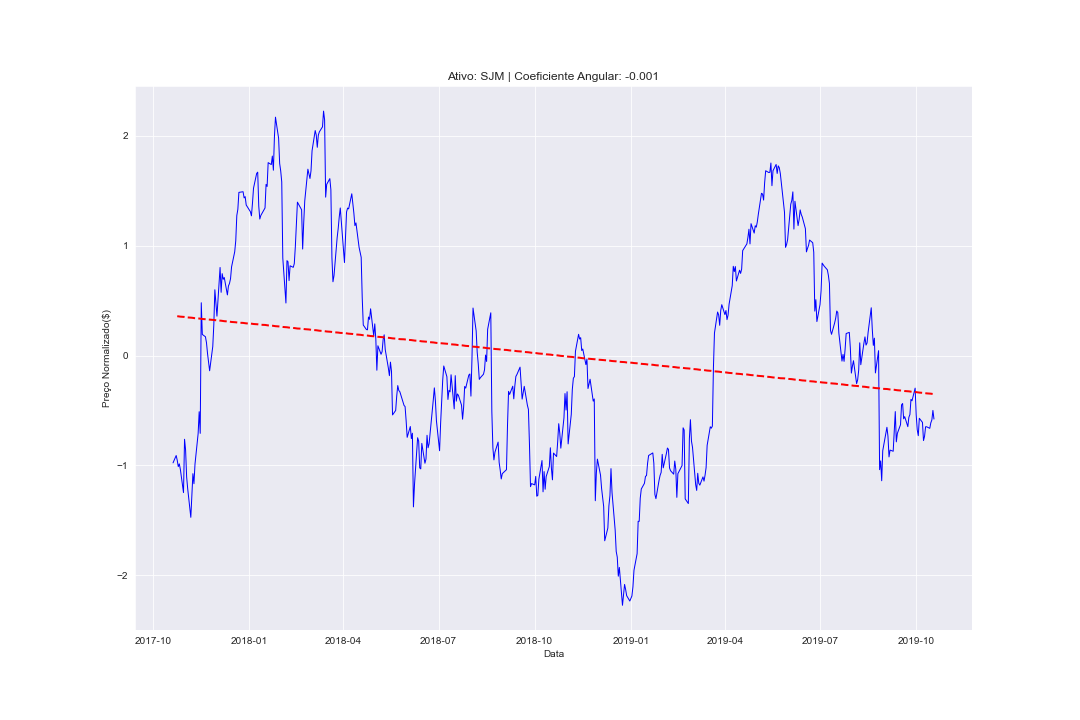 Ativo: SJM | Coeficiente Angular: -0.001
Preço Normalizado($)
2
1
0
−1
−2
2017-10 2018-01 2018-04 2018-07 2018-10 2019-01 2019-04 2019-07 2019-10
Data